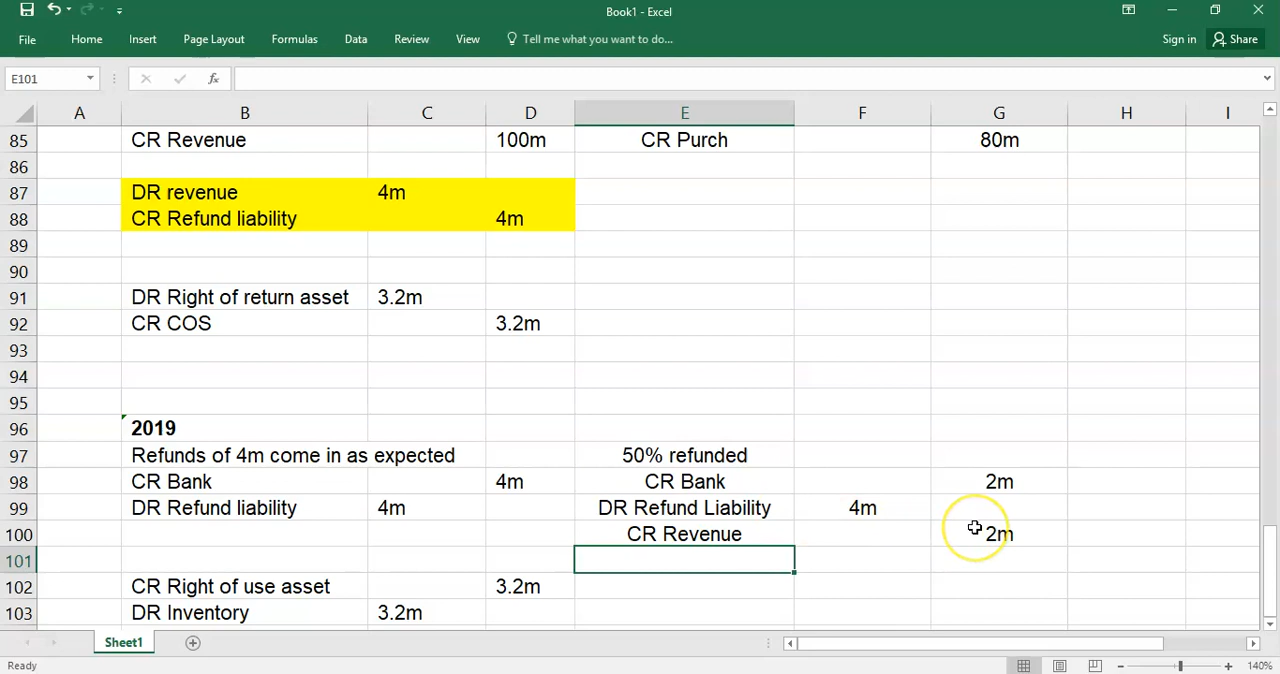 Book1 - Excel
File Home Insert Page Layout Formulas Data Review View Tell me what you want to do... Sign in Share
E101 fx
A B C D E F G H I
85 CR Revenue 100m CR Purch 80m
86
87 DR revenue 4m
88 CR Refund liability 4m
89
90
91 DR Right of return asset 3.2m
92 CR COS 3.2m
93
94
95
96 2019
97 Refunds of 4m come in as expected 50% refunded
98 CR Bank 4m CR Bank 2m
99 DR Refund liability 4m DR Refund Liability 4m
100 CR Revenue 2m
101
102 CR Right of use asset 3.2m
103 DR Inventory 3.2m
Sheet1
Ready 140%